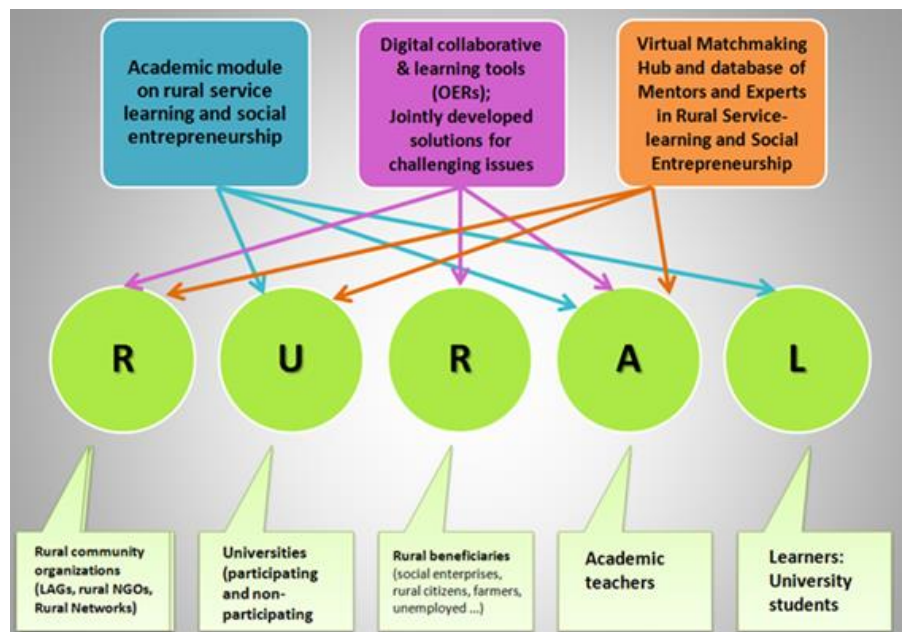 Academic module
on rural service
learning and social
entrepreneurship
Digital collaborative
& learning tools
(OERs);
Jointly developed
solutions for
challenging issues
Virtual Matchmaking
Hub and database of
Mentors and Experts
in Rural Service-
learning and Social
Entrepreneurship
R
U
R
A
L
Rural community
organizations
(LAGs, rural NGOs,
Rural Networks)
Universities
(participating
and non-
participating
Rural beneficiaries
(social enterprises,
rural citizens, farmers,
unemployed ...)
Academic
teachers
Learners:
University
students